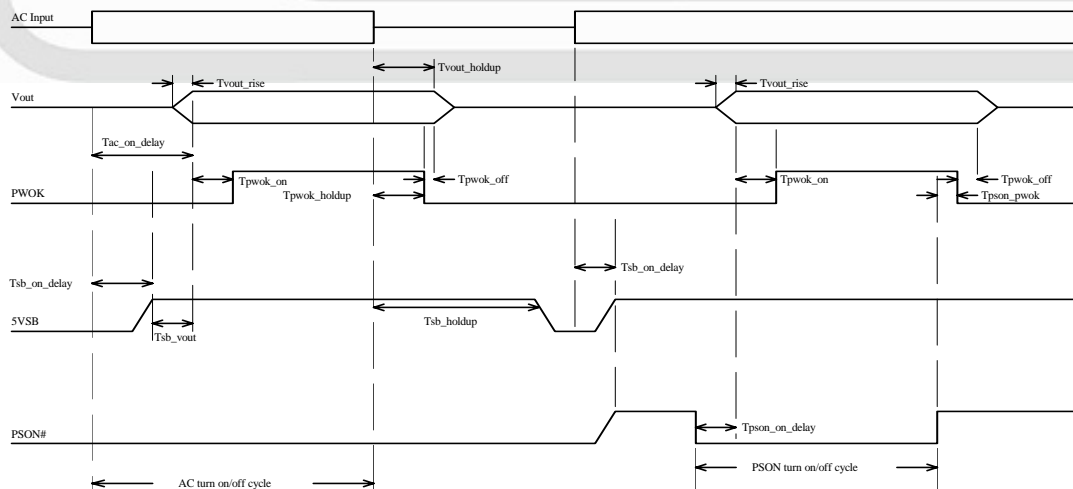 AC Input
Tvout_holdup
Tvout_rise
Tvout_rise
Vout
Tac_on_delay
Tpwok_on
Tpwok_off
Tpwok_on
Tpwok_off
PWOK
Tpwok_holdup
Tpson_pwok
Tsb_on_delay
Tsb_on_delay
5VSB
Tsb_vout
Tsb_holdup
PSON#
Tpson_on_delay
AC turn on/off cycle
PSON turn on/off cycle